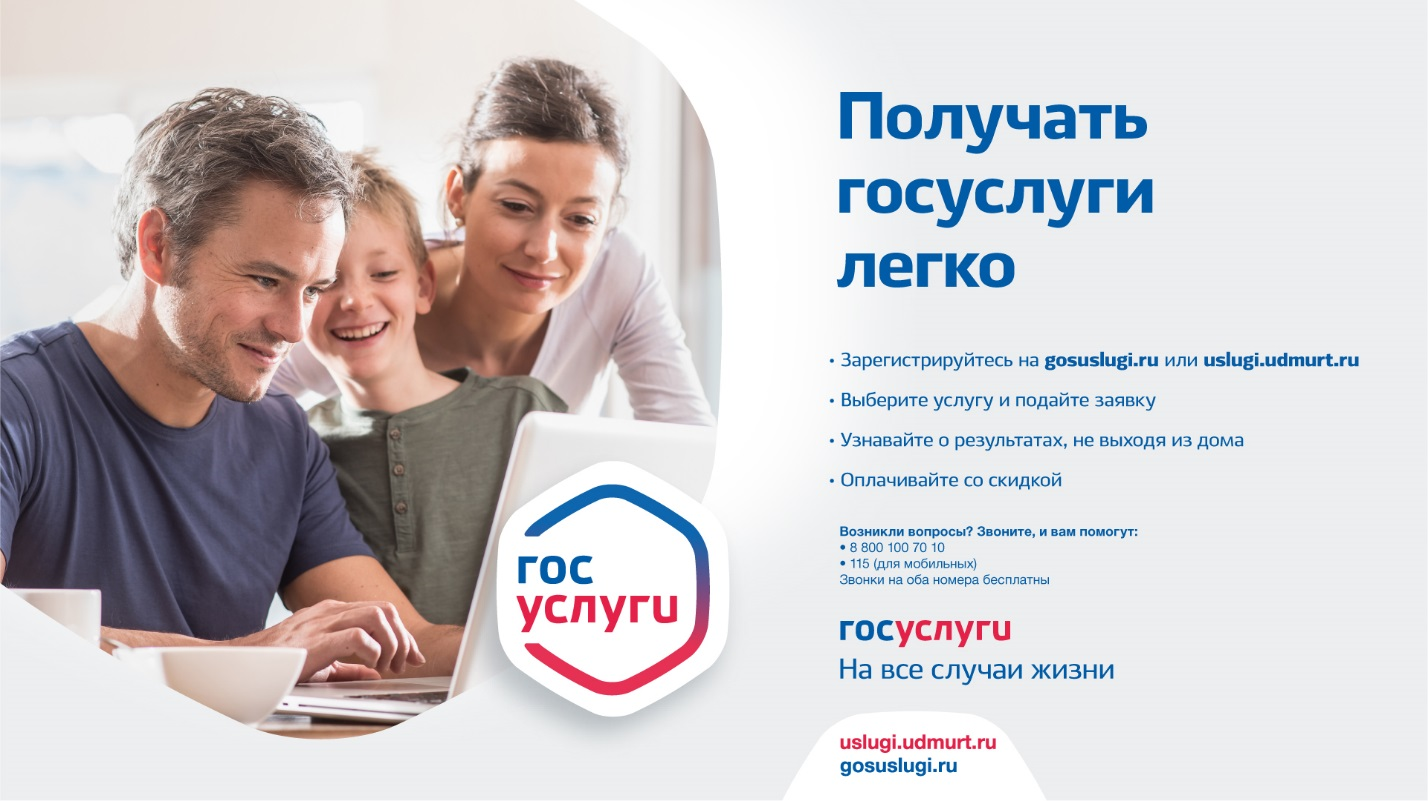 Получать
госуслуги
легко
• Зарегистрируйтесь на gosuslugi.ru или uslugi.udmurt.ru
• Выберите услугу и подайте заявку
• Узнавайте о результатах, не выходя из дома
• Оплачивайте со скидкой
Возникли вопросы? Звоните, и вам помогут:
• 8 800 100 70 10
• 115 (для мобильных)
Звонки на оба номера бесплатны
гос
услуги
госуслуги
На все случаи жизни
uslugi.udmurt.ru
gosuslugi.ru